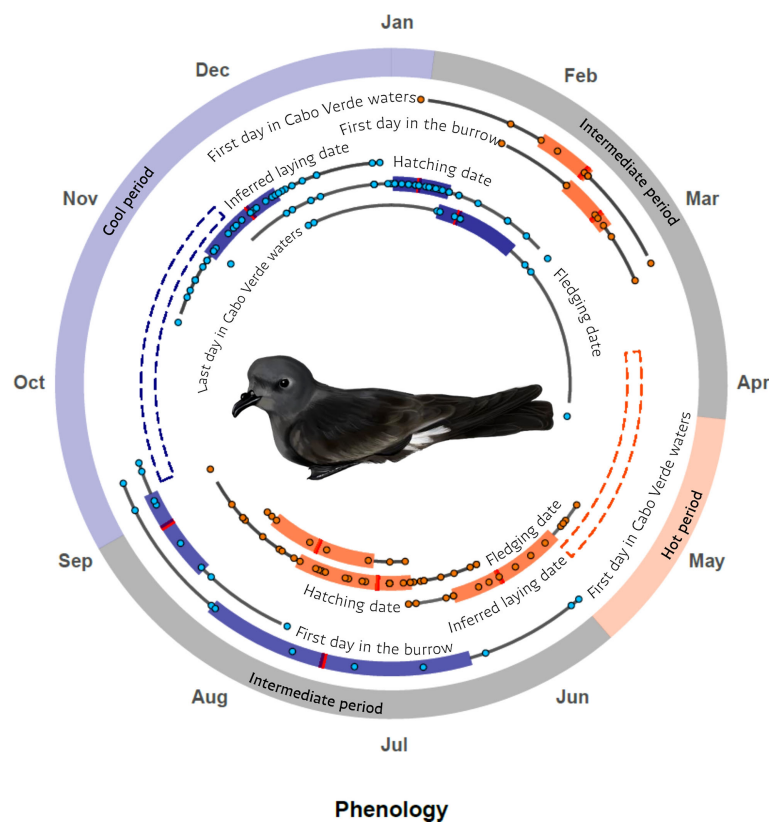 Jan
Dec
Feb
First day in Cabo Verde waters
First day in the burrow
Intermediate period
Inferred laying date
Hatching date
Cool period
Nov
Mar
Last day in Cabo Verde waters
Fledging date
Oct
Apr
First day in Cabo Verde waters
Hot period
Fledging date
Sep
May
Inferred laying date
Hatching date
First day in the burrow
Intermediate period
Aug
Jun
Jul
Phenology